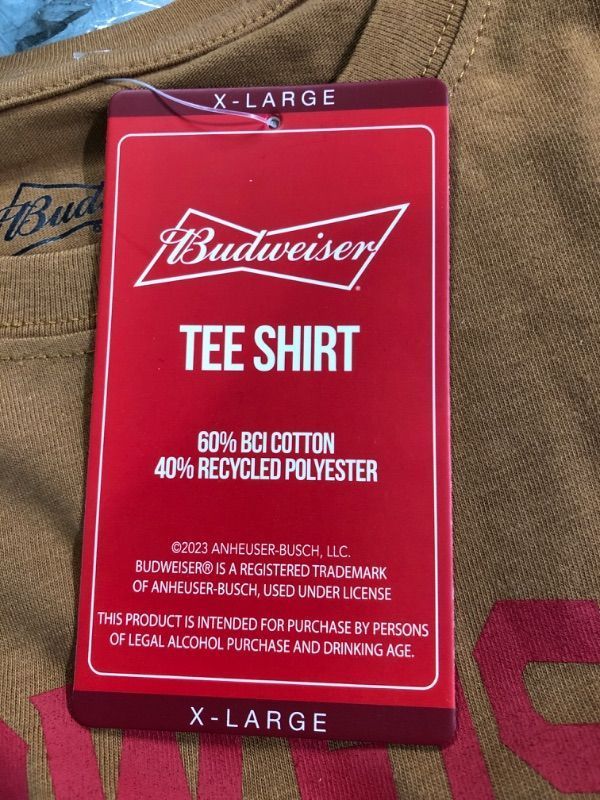 X-LARGE
Budweiser
TEE SHIRT
60% BCI COTTON
40% RECYCLED POLYESTER
©2023 ANHEUSER-BUSCH, LLC.
BUDWEISER® IS A REGISTERED TRADEMARK
OF ANHEUSER-BUSCH, USED UNDER LICENSE
THIS PRODUCT IS INTENDED FOR PURCHASE BY PERSONS
OF LEGAL ALCOHOL PURCHASE AND DRINKING AGE.
X-LARGE
Bud